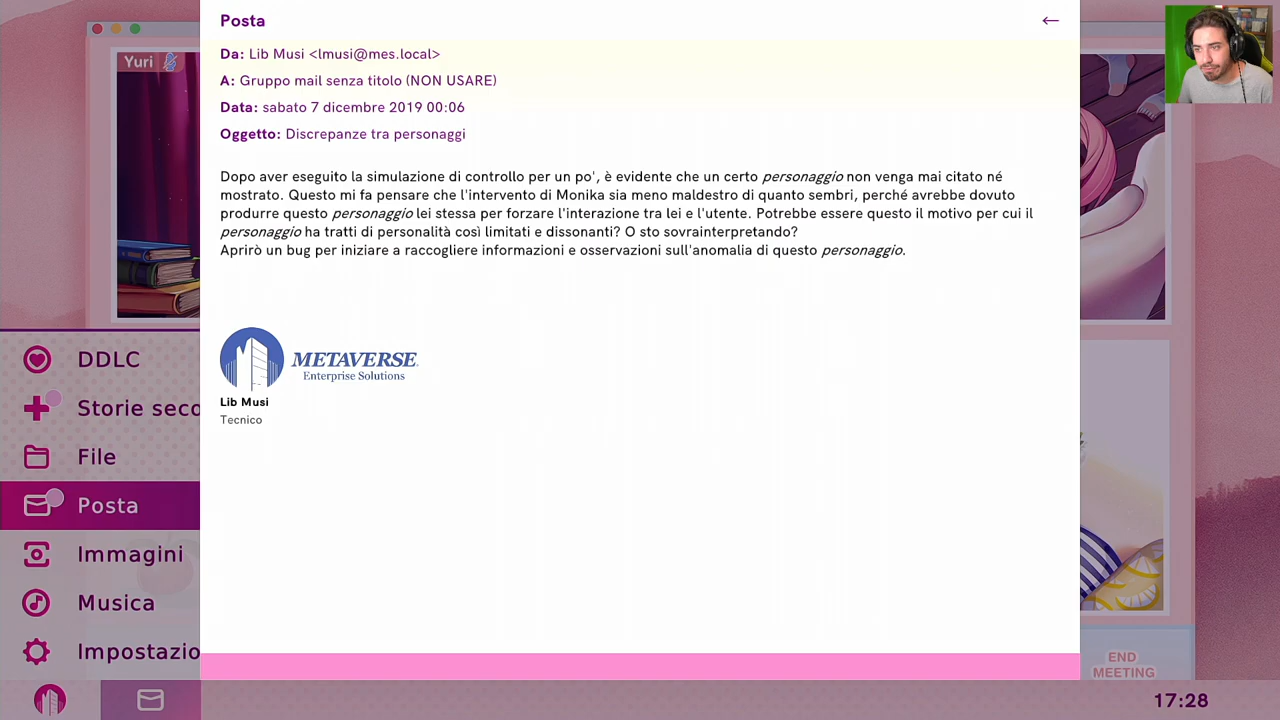 Posta
←
Da: Lib Musi <lmusi@mes.local>
A: Gruppo mail senza titolo (NON USARE)
Data: sabato 7 dicembre 2019 00:06
Oggetto: Discrepanze tra personaggi
Dopo aver eseguito la simulazione di controllo per un po', è evidente che un certo personaggio non venga mai citato né
mostrato. Questo mi fa pensare che l'intervento di Monika sia meno maldestro di quanto sembri, perché avrebbe dovuto
produrre questo personaggio lei stessa per forzare l'interazione tra lei e l'utente. Potrebbe essere questo il motivo per cui il
personaggio ha tratti di personalità così limitati e dissonanti? O sto sovrainterpretando?
Aprirò un bug per iniziare a raccogliere informazioni e osservazioni sull'anomalia di questo personaggio.
METAVERSE
Enterprise Solutions
Lib Musi
Tecnico
Yuri
DDLC
Storie seco
File
Posta
Immagini
Musica
Impostazio
END
MEETING
17:28